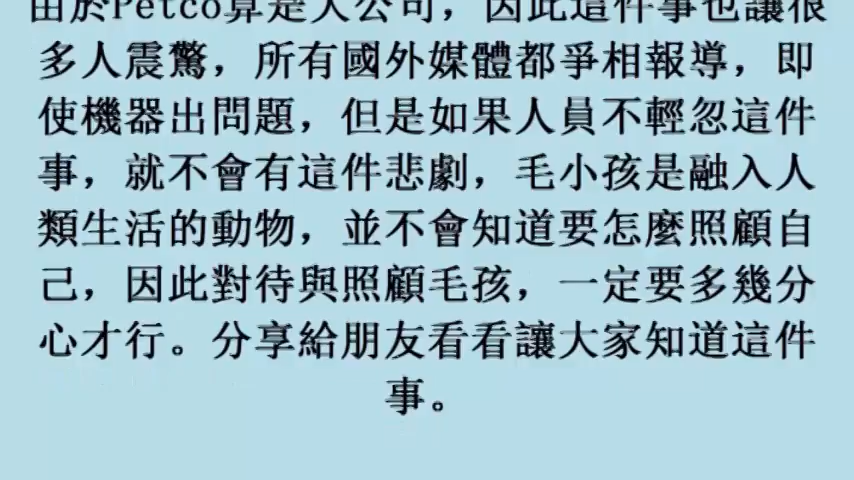 由於Petco算是大公司，因此這件事也讓很
多人震驚，所有國外媒體都爭相報導，即
使機器出問題，但是如果人員不輕忽這件
事，就不會有這件悲劇，毛小孩是融入人
類生活的動物，並不會知道要怎麼照顧自
己，因此對待與照顧毛孩，一定要多幾分
心才行。分享給朋友看看讓大家知道這件
事。